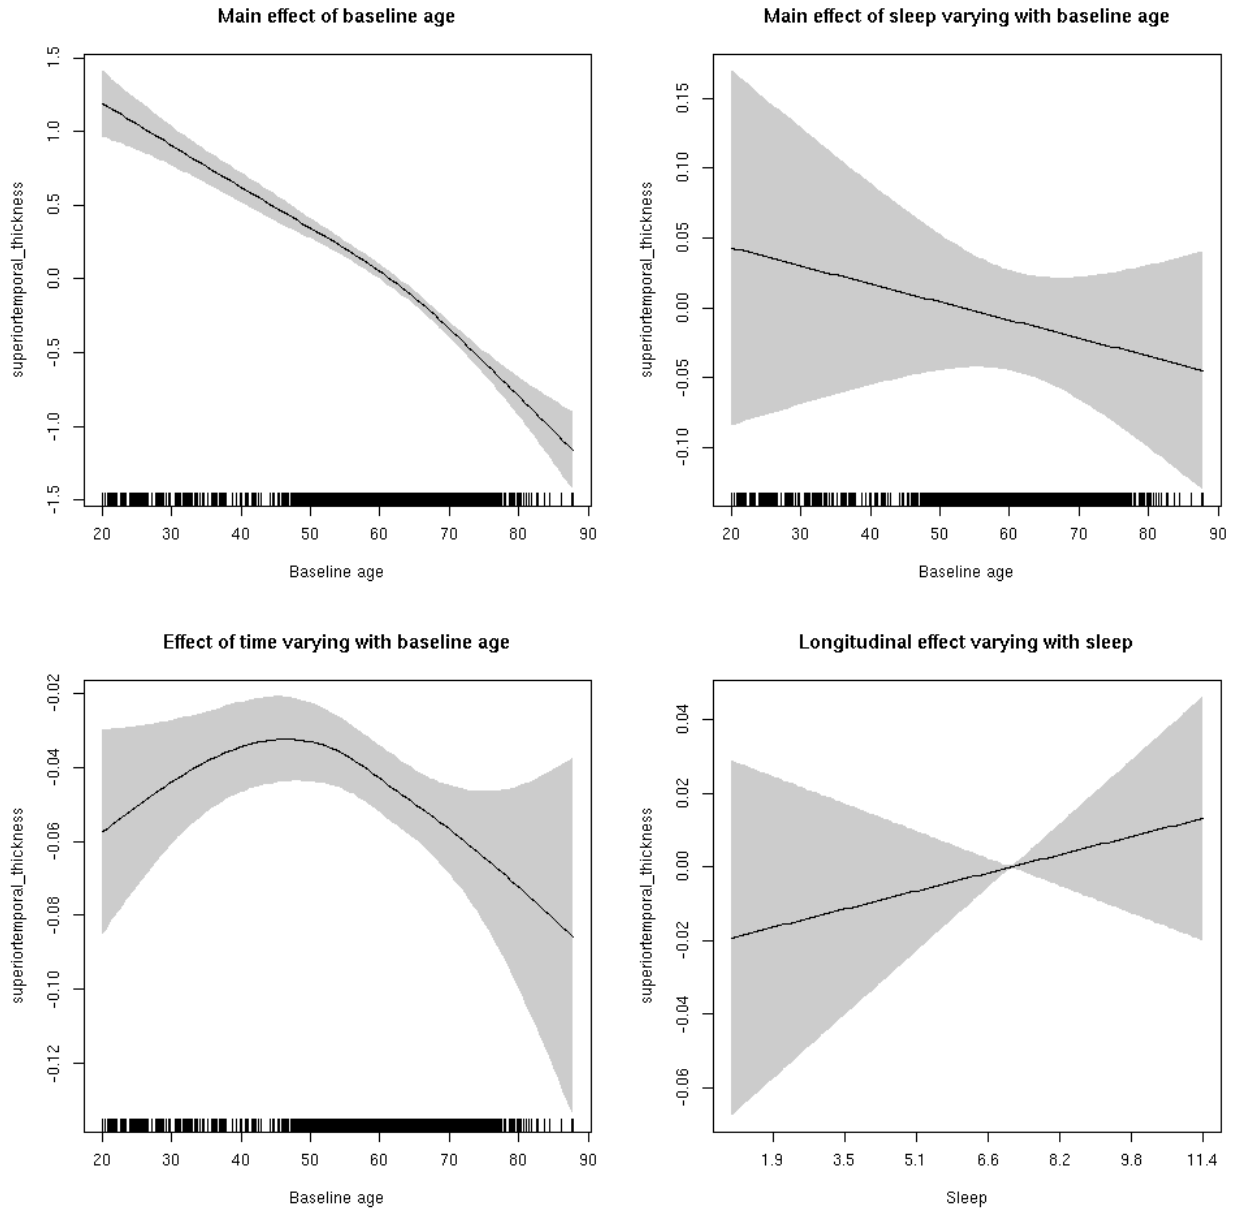 Main effect of baseline age
superiortemporal_thickness
1.5
1.0
0.5
0.0
-0.5
-1.0
-1.5
20 30 40 50 60 70 80 90
Baseline age
Main effect of sleep varying with baseline age
superiortemporal_thickness
0.15
0.10
0.05
0.00
-0.05
-0.10
20 30 40 50 60 70 80 90
Baseline age
Effect of time varying with baseline age
superiortemporal_thickness
-0.02
-0.04
-0.06
-0.08
-0.10
-0.12
20 30 40 50 60 70 80 90
Baseline age
Longitudinal effect varying with sleep
superiortemporal_thickness
0.04
0.02
0.00
-0.02
-0.04
-0.06
1.9 3.5 5.1 6.6 8.2 9.8 11.4
Sleep